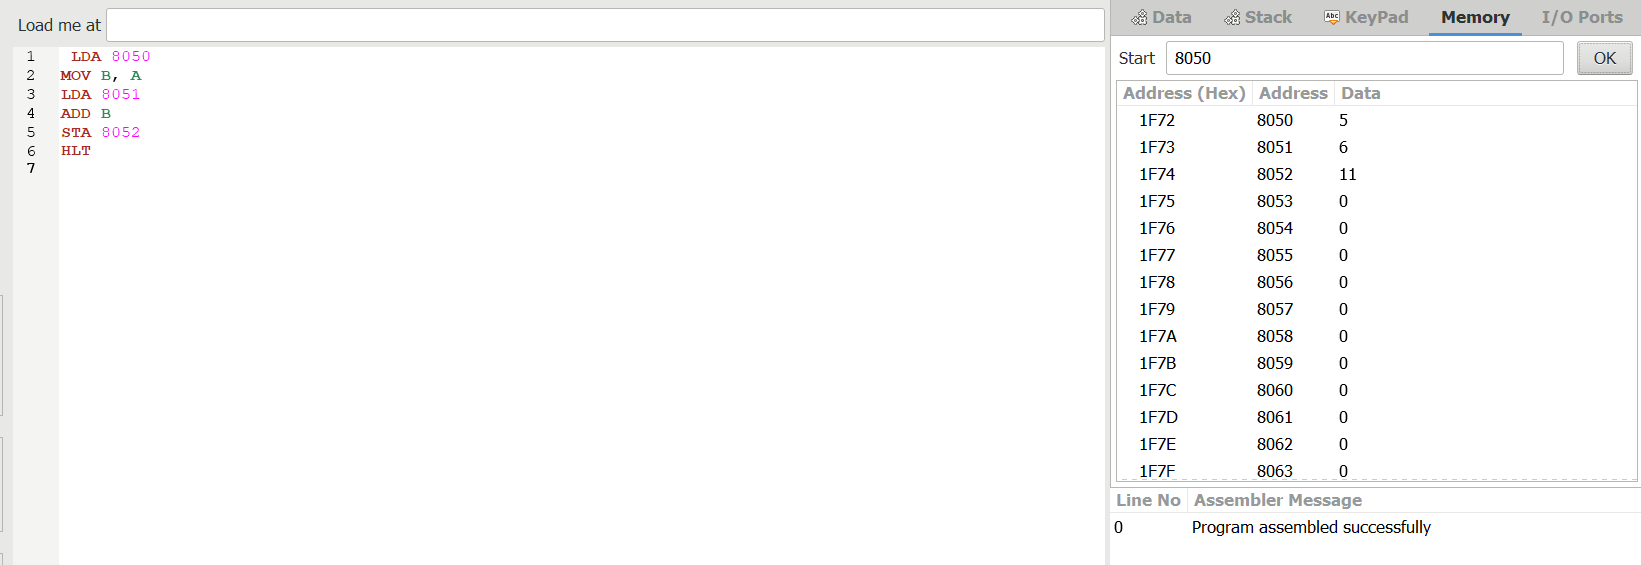 Load me at
1 LDA 8050
2 MOV B, A
3 LDA 8051
4 ADD B
5 STA 8052
6 HLT
7
Data Stack KeyPad Memory I/O Ports
Start 8050 OK
Address (Hex) Address Data
1F72 8050 5
1F73 8051 6
1F74 8052 11
1F75 8053 0
1F76 8054 0
1F77 8055 0
1F78 8056 0
1F79 8057 0
1F7A 8058 0
1F7B 8059 0
1F7C 8060 0
1F7D 8061 0
1F7E 8062 0
1F7F 8063 0
Line No Assembler Message
0 Program assembled successfully